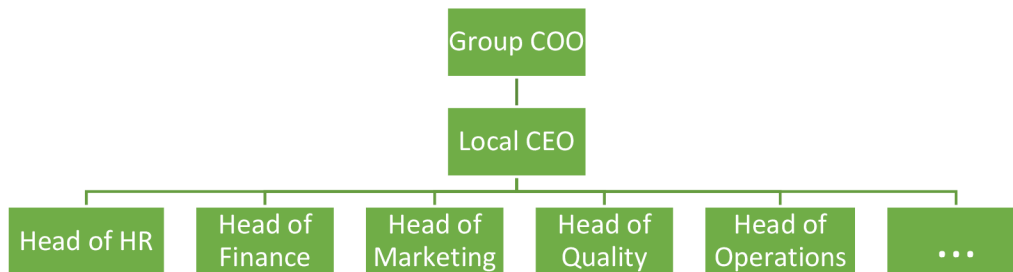 Group COO
Local CEO
Head of HR
Head of
Finance
Head of
Marketing
Head of
Quality
Head of
Operations
...